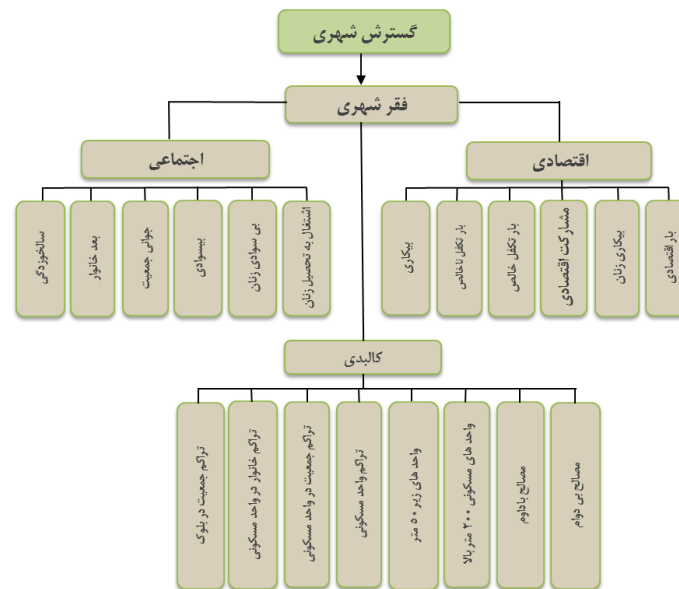 گسترش شهری
فقر شهری
اقتصادی
اجتماعی
بار اقتصادی
بیکاری زنان
مشارکت اقتصادی
بار تکفل خالص
بار تکفل ناخالص
بیکاری
اشتغال به تحصیل زنان
بی سوادی زنان
بیسوادی
جوانی جمعیت
بعد خانوار
سالخوزدگی
کالبدی
مصالح بی دوام
مصالح باداوم
واحد های مسکونی ۲۰۰ متر بالا
واحد های زیر ۵۰ متر
تراکم واحد مسکونی
تراکم جمعیت در واحد مسکونی
تراکم خانوار در واحد مسکونی
تراکم جمعیت در بلوک